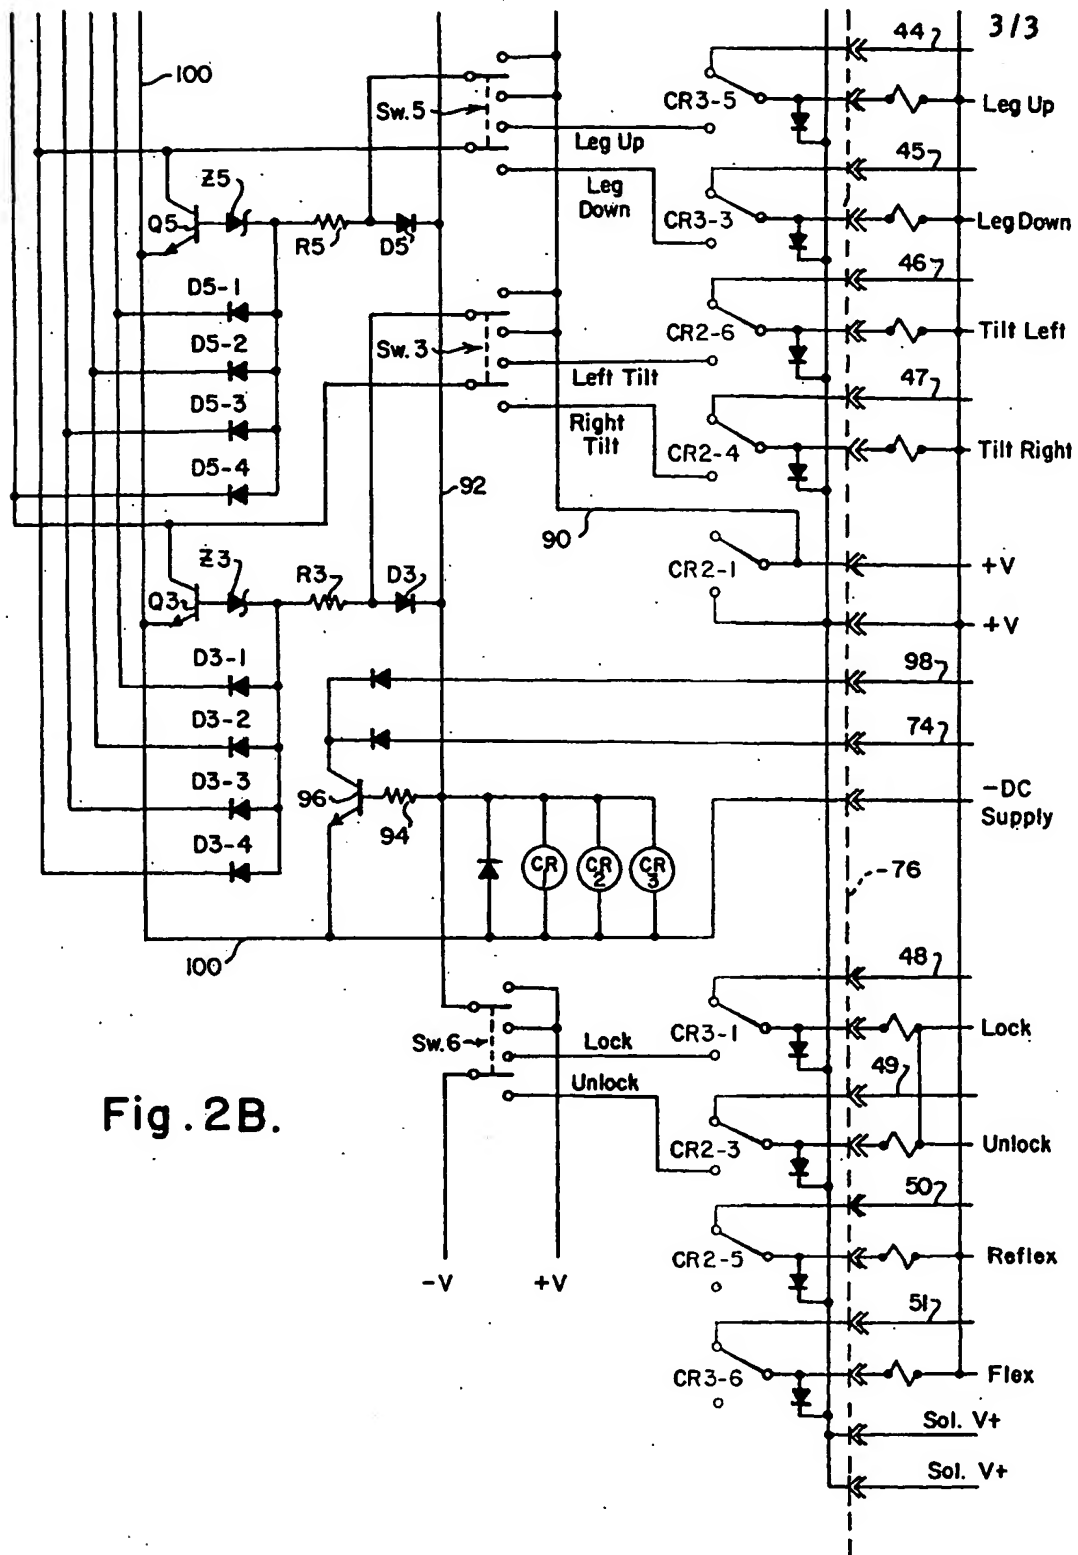 3/3
44
100
CR3-5
Leg Up
Sw.5
Leg Up
45
Z5
Leg
Down
Q5
CR3-3
Leg Down
R5
D5
46
D5-1
CR2-6
Tilt Left
D5-2
Sw.3
Left Tilt
47
D5-3
Right
Tilt
CR2-4
Tilt Right
D5-4
92
90
Z3
R3
D3
CR2-1
+V
Q3
+V
D3-1
98
D3-2
74
D3-3
96
94
-DC
Supply
D3-4
CR
CR
2
CR
3
76
100
48
CR3-1
Lock
Sw.6
Lock
49
Unlock
Fig. 2B.
CR2-3
Unlock
50
CR2-5
Reflex
-V
+V
51
CR3-6
Flex
Sol. V+
Sol. V+